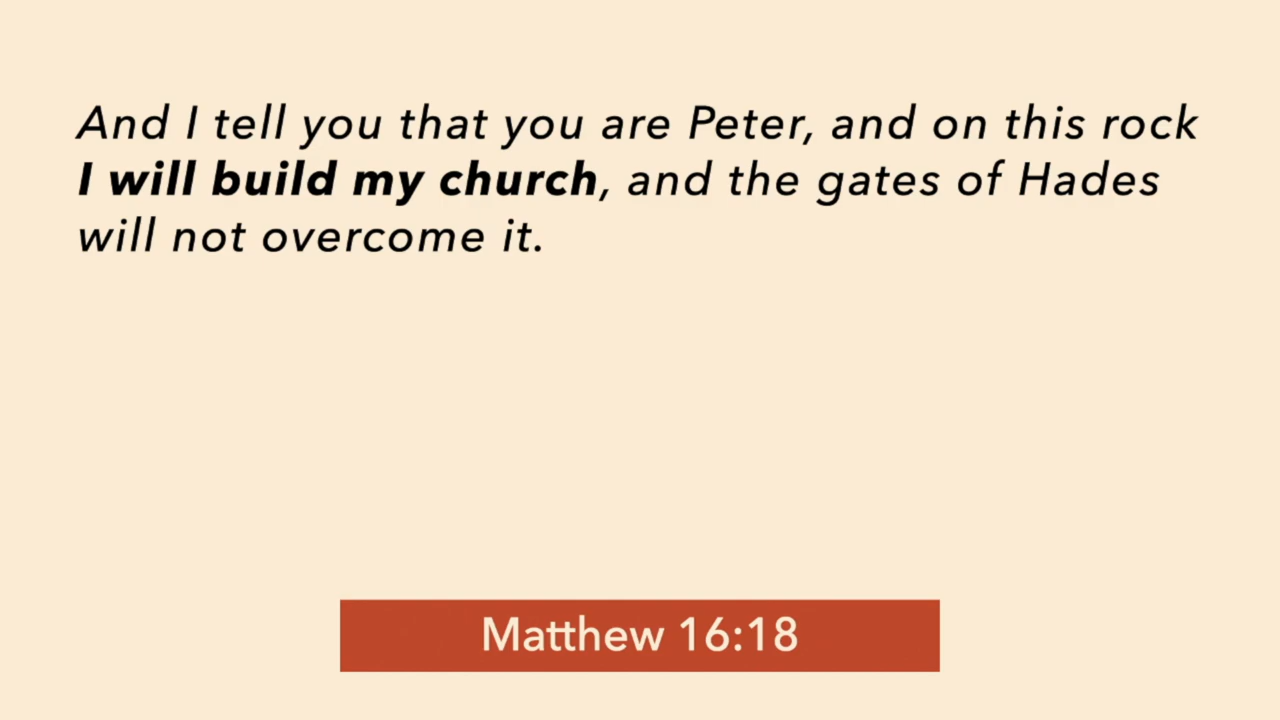 And I tell you that you are Peter, and on this rock
I will build my church, and the gates of Hades
will not overcome it.
Matthew 16:18